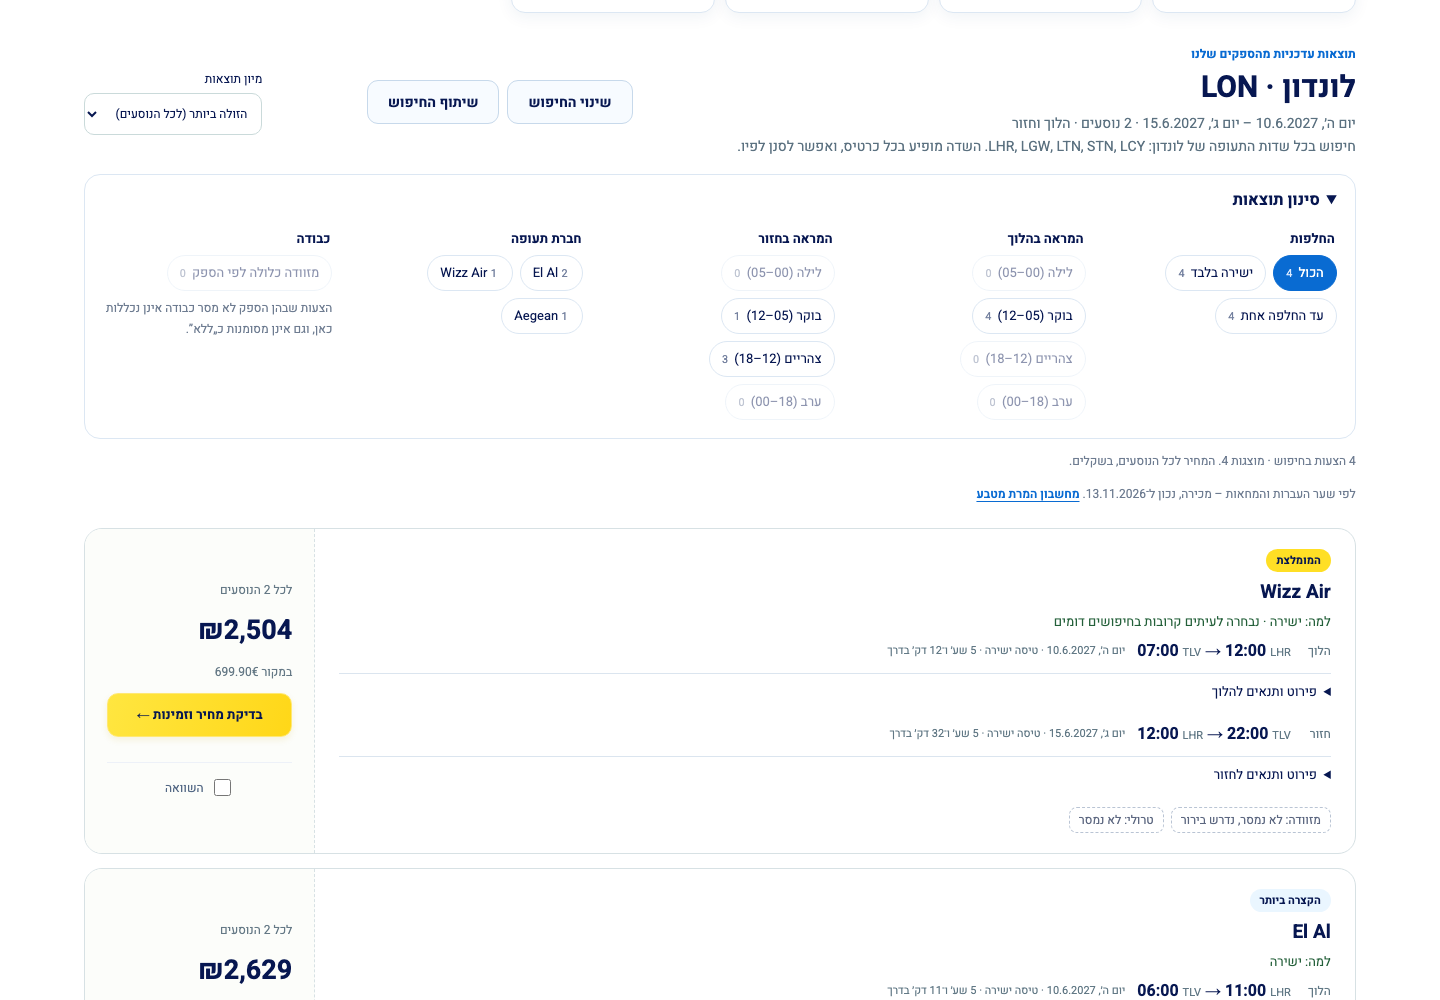 תוצאות עדכניות מהספקים שלנו
לונדון · LON
יום ה׳, 10.6.2027 – יום ג׳, 15.6.2027 · 2 נוסעים · הלוך וחזור
חיפוש בכל שדות התעופה של לונדון: LHR, LGW, LTN, STN, LCY. השדה מופיע בכל כרטיס, ואפשר לסנן לפיו.
שינוי החיפוש
שיתוף החיפוש
מיון תוצאות
הזולה ביותר (לכל הנוסעים)
▼ סינון תוצאות
החלפות
הכול 4
ישירה בלבד 4
עד החלפה אחת 4
המראה בהלוך
לילה (00–05) 0
בוקר (05–12) 4
צהריים (12–18) 0
ערב (18–00) 0
המראה בחזור
לילה (00–05) 0
בוקר (05–12) 1
צהריים (12–18) 3
ערב (18–00) 0
חברת תעופה
El Al 2
Wizz Air 1
Aegean 1
כבודה
מזוודה כלולה לפי הספק 0
הצעות שבהן הספק לא מסר כבודה אינן נכללות
כאן, וגם אינן מסומנות כ„ללא”.
4 הצעות בחיפוש · מוצגות 4. המחיר לכל הנוסעים, בשקלים.
לפי שער העברות והמחאות – מכירה, נכון ל־13.11.2026. מחשבון המרת מטבע
המומלצת
Wizz Air
למה: ישירה · נבחרה לעיתים קרובות בחיפושים דומים
הלוך 07:00 TLV → 12:00 LHR יום ה׳, 10.6.2027 · טיסה ישירה · 5 שע׳ ו־12 דק׳ בדרך
◀ פירוט ותנאים להלוך
חזור 12:00 LHR → 22:00 TLV יום ג׳, 15.6.2027 · טיסה ישירה · 5 שע׳ ו־32 דק׳ בדרך
◀ פירוט ותנאים לחזור
מזוודה: לא נמסר, נדרש בירור
טרולי: לא נמסר
לכל 2 הנוסעים
₪2,504
במקור 699.90€
בדיקת מחיר וזמינות ←
השוואה
הקצרה ביותר
El Al
למה: ישירה
הלוך 06:00 TLV → 11:00 LHR יום ה׳, 10.6.2027 · טיסה ישירה · 5 שע׳ ו־11 דק׳ בדרך
לכל 2 הנוסעים
₪2,629